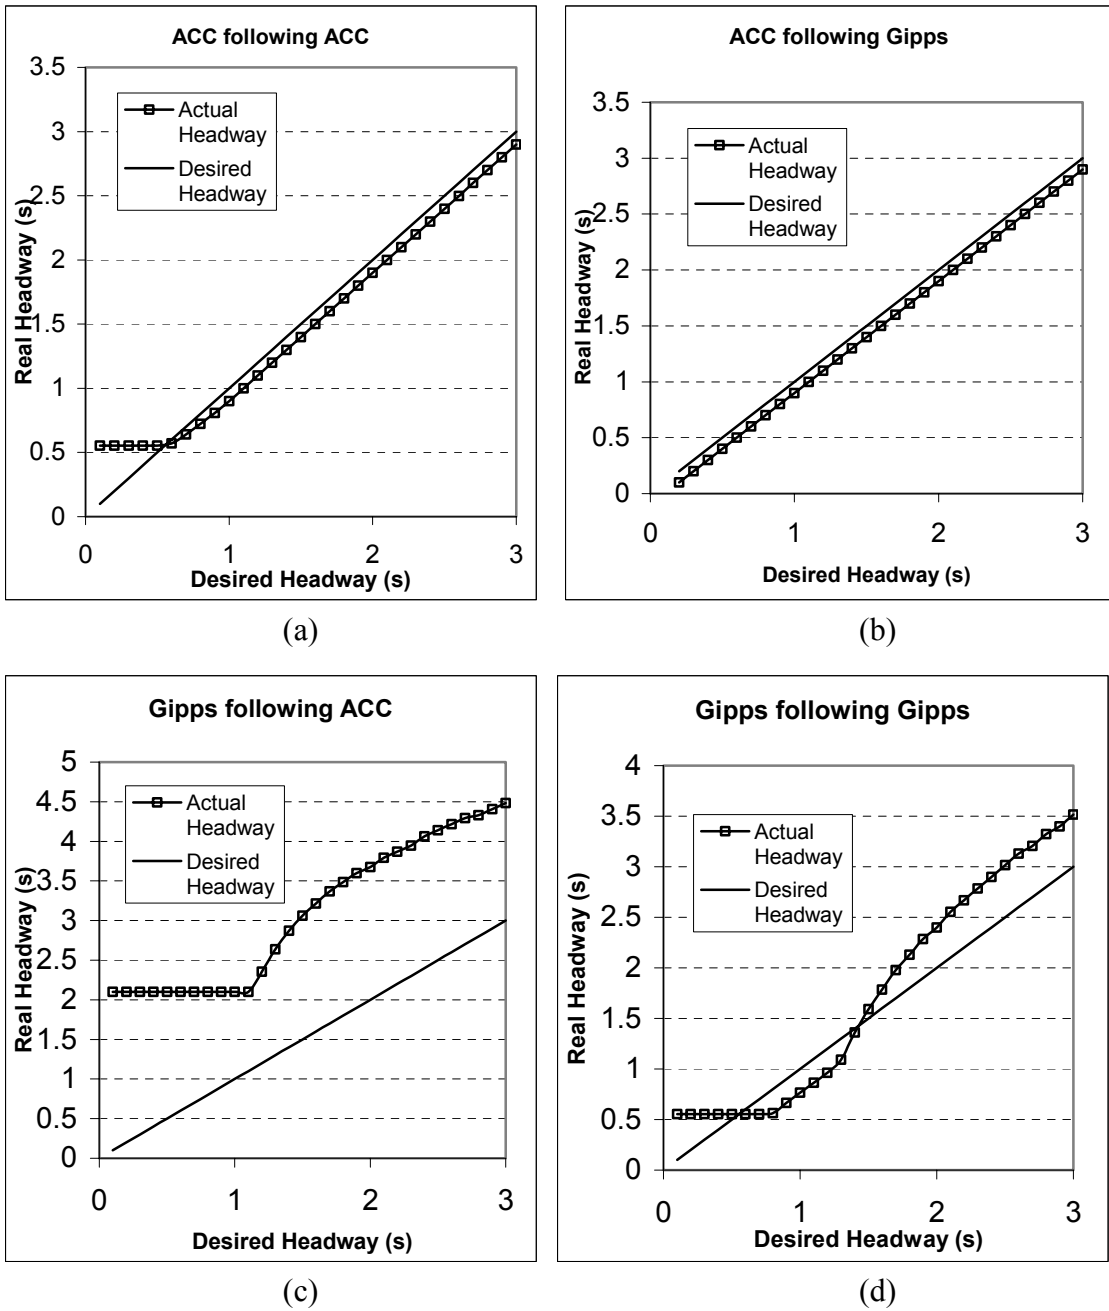 ACC following ACC
3.5
3
2.5
2
1.5
1
0.5
0
Real Headway (s)
Actual
Headway
Desired
Headway
0 1 2 3
Desired Headway (s)
(a)
ACC following Gipps
3.5
3
2.5
2
1.5
1
0.5
0
Real Headway (s)
Actual
Headway
Desired
Headway
0 1 2 3
Desired Headway (s)
(b)
Gipps following ACC
5
4.5
4
3.5
3
2.5
2
1.5
1
0.5
0
Real Headway (s)
Actual
Headway
Desired
Headway
0 1 2 3
Desired Headway (s)
(c)
Gipps following Gipps
4
3.5
3
2.5
2
1.5
1
0.5
0
Real Headway (s)
Actual
Headway
Desired
Headway
0 1 2 3
Desired Headway (s)
(d)